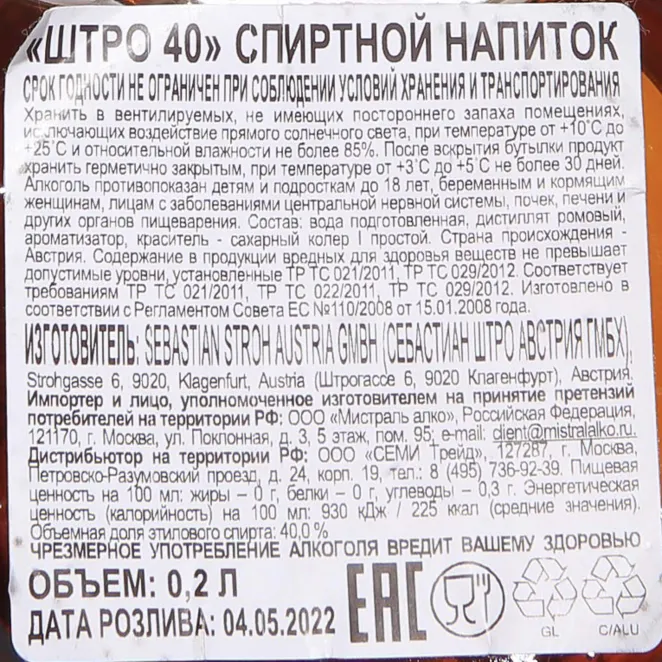 «ШТРО 40» СПИРТНОЙ НАПИТОК
СРОК ГОДНОСТИ НЕ ОГРАНИЧЕН ПРИ СОБЛЮДЕНИИ УСЛОВИЙ ХРАНЕНИЯ И ТРАНСПОРТИРОВАНИЯ
Хранить в вентилируемых, не имеющих постороннего запаха помещениях,
исключающих воздействие прямого солнечного света, при температуре от +10°С до
+25°С и относительной влажности не более 85%. После вскрытия бутылки продукт
хранить герметично закрытым, при температуре от +3°С до +5°С не более 30 дней.
Алкоголь противопоказан детям и подросткам до 18 лет, беременным и кормящим
женщинам, лицам с заболеваниями центральной нервной системы, почек, печени и
других органов пищеварения. Состав: вода подготовленная, дистиллят ромовый,
ароматизатор, краситель - сахарный колер I простой. Страна происхождения -
Австрия. Содержание в продукции вредных для здоровья веществ не превышает
допустимые уровни, установленные ТР ТС 021/2011, ТР ТС 029/2012. Соответствует
требованиям ТР ТС 021/2011, ТР ТС 022/2011, ТР ТС 029/2012. Изготовлено в
соответствии с Регламентом Совета ЕС №110/2008 от 15.01.2008 года.
ИЗГОТОВИТЕЛЬ: SEBASTIAN STROH AUSTRIA GMBH (СЕБАСТИАН ШТРО АВСТРИЯ ГМБХ),
Strohgasse 6, 9020, Klagenfurt, Austria (Штрогассе 6, 9020 Клагенфурт), Австрия.
Импортер и лицо, уполномоченное изготовителем на принятие претензий
потребителей на территории РФ: ООО «Мистраль алко», Российская Федерация,
121170, г. Москва, ул. Поклонная, д. 3, 5 этаж, пом. 95; e-mail: client@mistralalko.ru.
Дистрибьютор на территории РФ: ООО «СЕМИ Трейд», 127287, г. Москва,
Петровско-Разумовский проезд, д. 24, корп. 19, тел.: 8 (495) 736-92-39. Пищевая
ценность на 100 мл: жиры – 0 г, белки – 0 г, углеводы – 0,3 г. Энергетическая
ценность (калорийность) на 100 мл: 930 кДж / 225 ккал (средние значения).
Объемная доля этилового спирта: 40,0 %
ЧРЕЗМЕРНОЕ УПОТРЕБЛЕНИЕ АЛКОГОЛЯ ВРЕДИТ ВАШЕМУ ЗДОРОВЬЮ
ОБЪЕМ: 0,2 Л
ДАТА РОЗЛИВА: 04.05.2022
ЕАС
GL
C/ALU